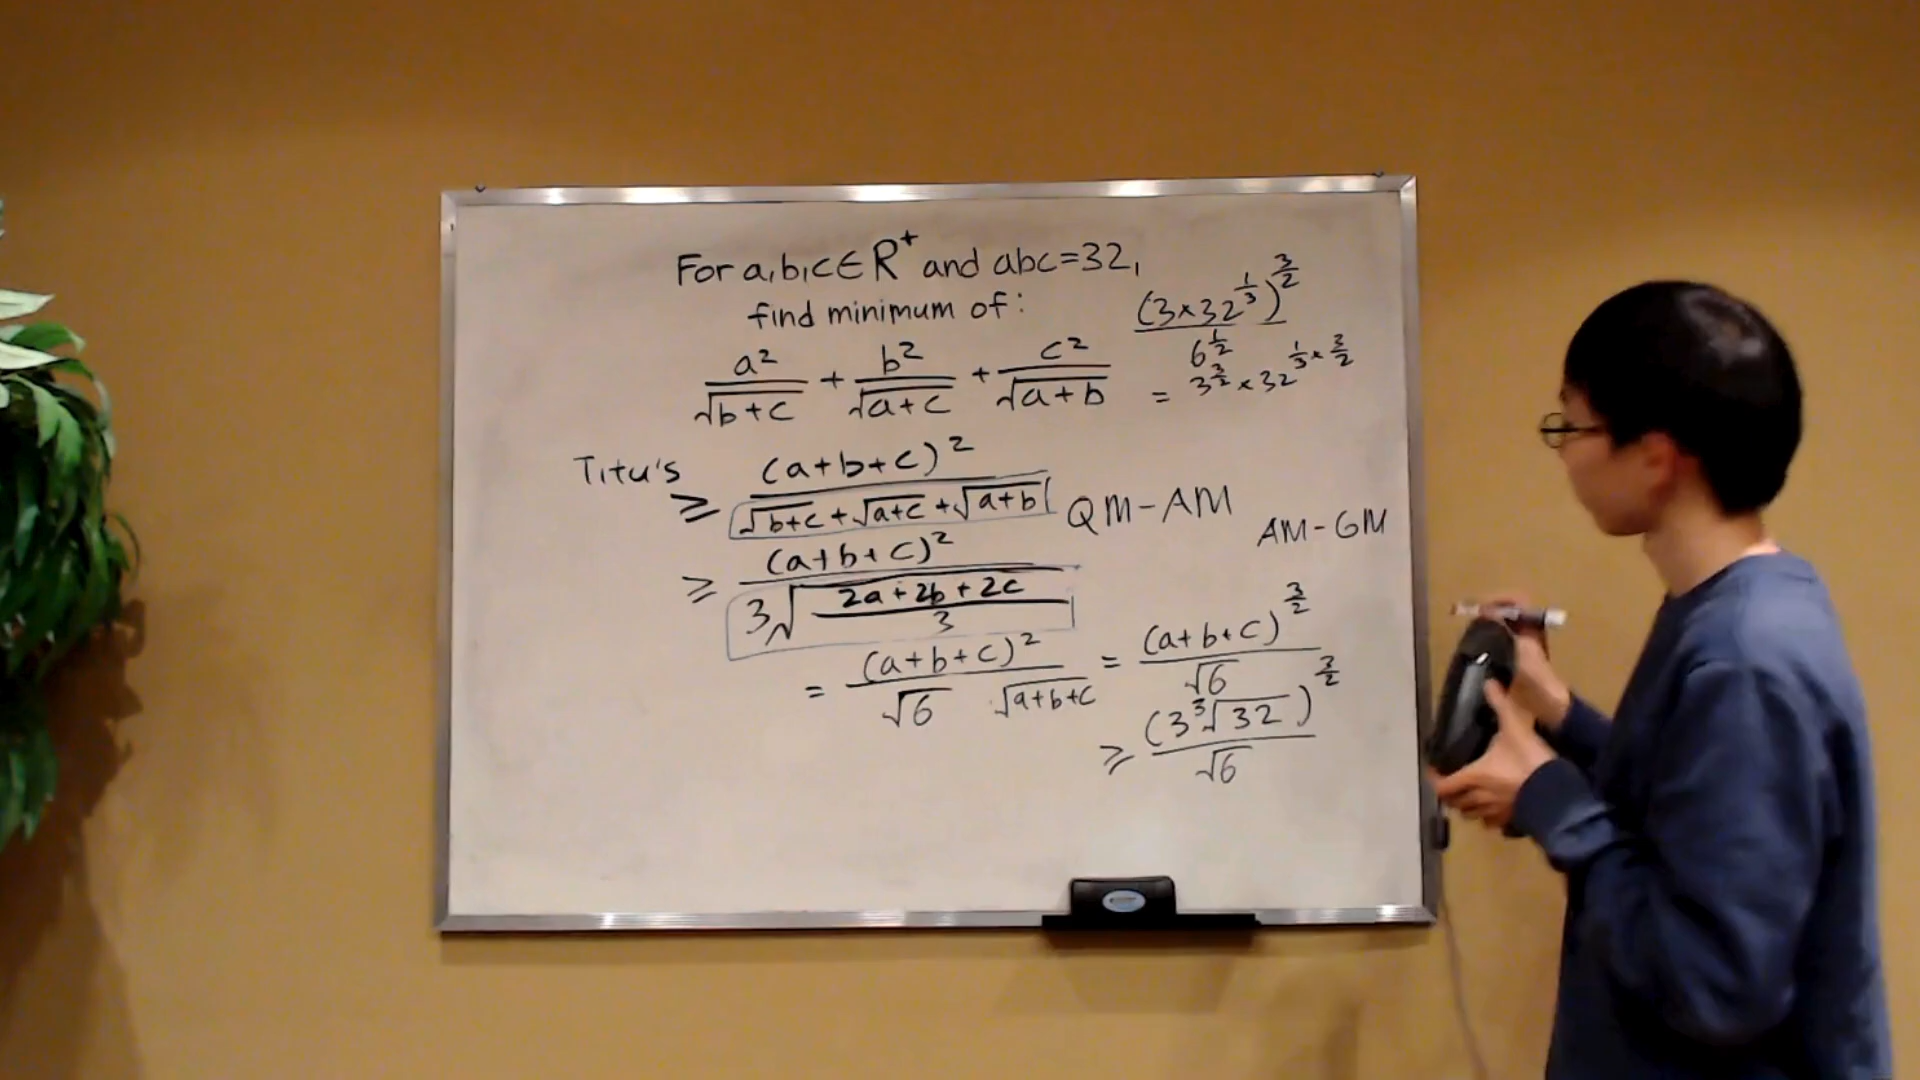 For a,b,c∈R⁺ and abc=32,
find minimum of:
a²/√(b+c) + b²/√(a+c) + c²/√(a+b)
(3×32^(1/3))^(3/2) / 6^(1/2)
= 3^(3/2) × 32^(1/3×3/2)
Titu's ≥ (a+b+c)² / (√(b+c) + √(a+c) + √(a+b)) QM-AM
AM-GM
≥ (a+b+c)² / (3√((2a+2b+2c)/3))
= (a+b+c)² / (√6 √(a+b+c)) = (a+b+c)^(3/2) / √6
≥ (3∛32)^(3/2) / √6